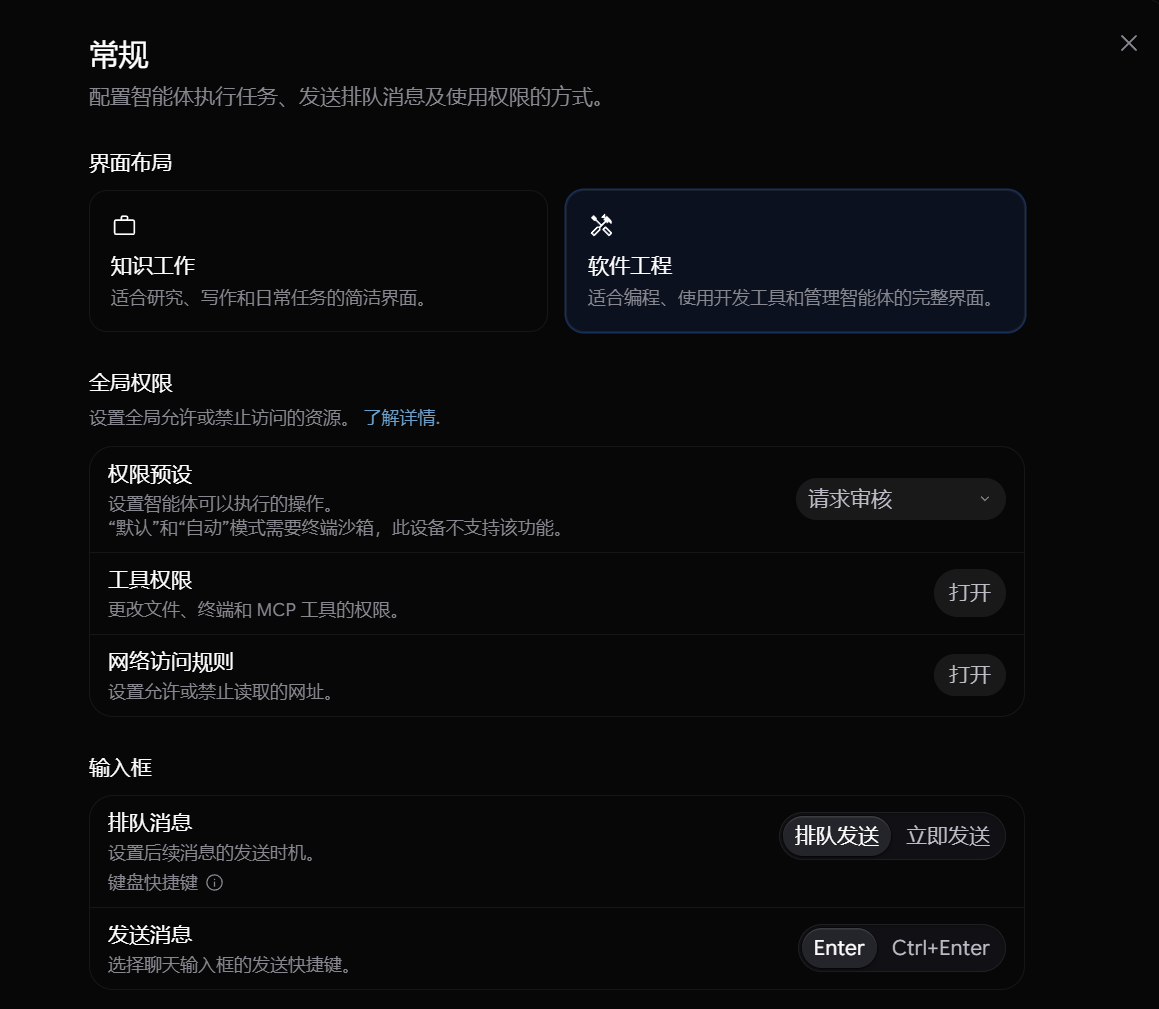 常规
配置智能体执行任务、发送排队消息及使用权限的方式。
界面布局
知识工作
适合研究、写作和日常任务的简洁界面。
软件工程
适合编程、使用开发工具和管理智能体的完整界面。
全局权限
设置全局允许或禁止访问的资源。 了解详情.
权限预设
设置智能体可以执行的操作。
“默认”和“自动”模式需要终端沙箱，此设备不支持该功能。
请求审核
工具权限
更改文件、终端和 MCP 工具的权限。
打开
网络访问规则
设置允许或禁止读取的网址。
打开
输入框
排队消息
设置后续消息的发送时机。
键盘快捷键
排队发送 立即发送
发送消息
选择聊天输入框的发送快捷键。
Enter Ctrl+Enter